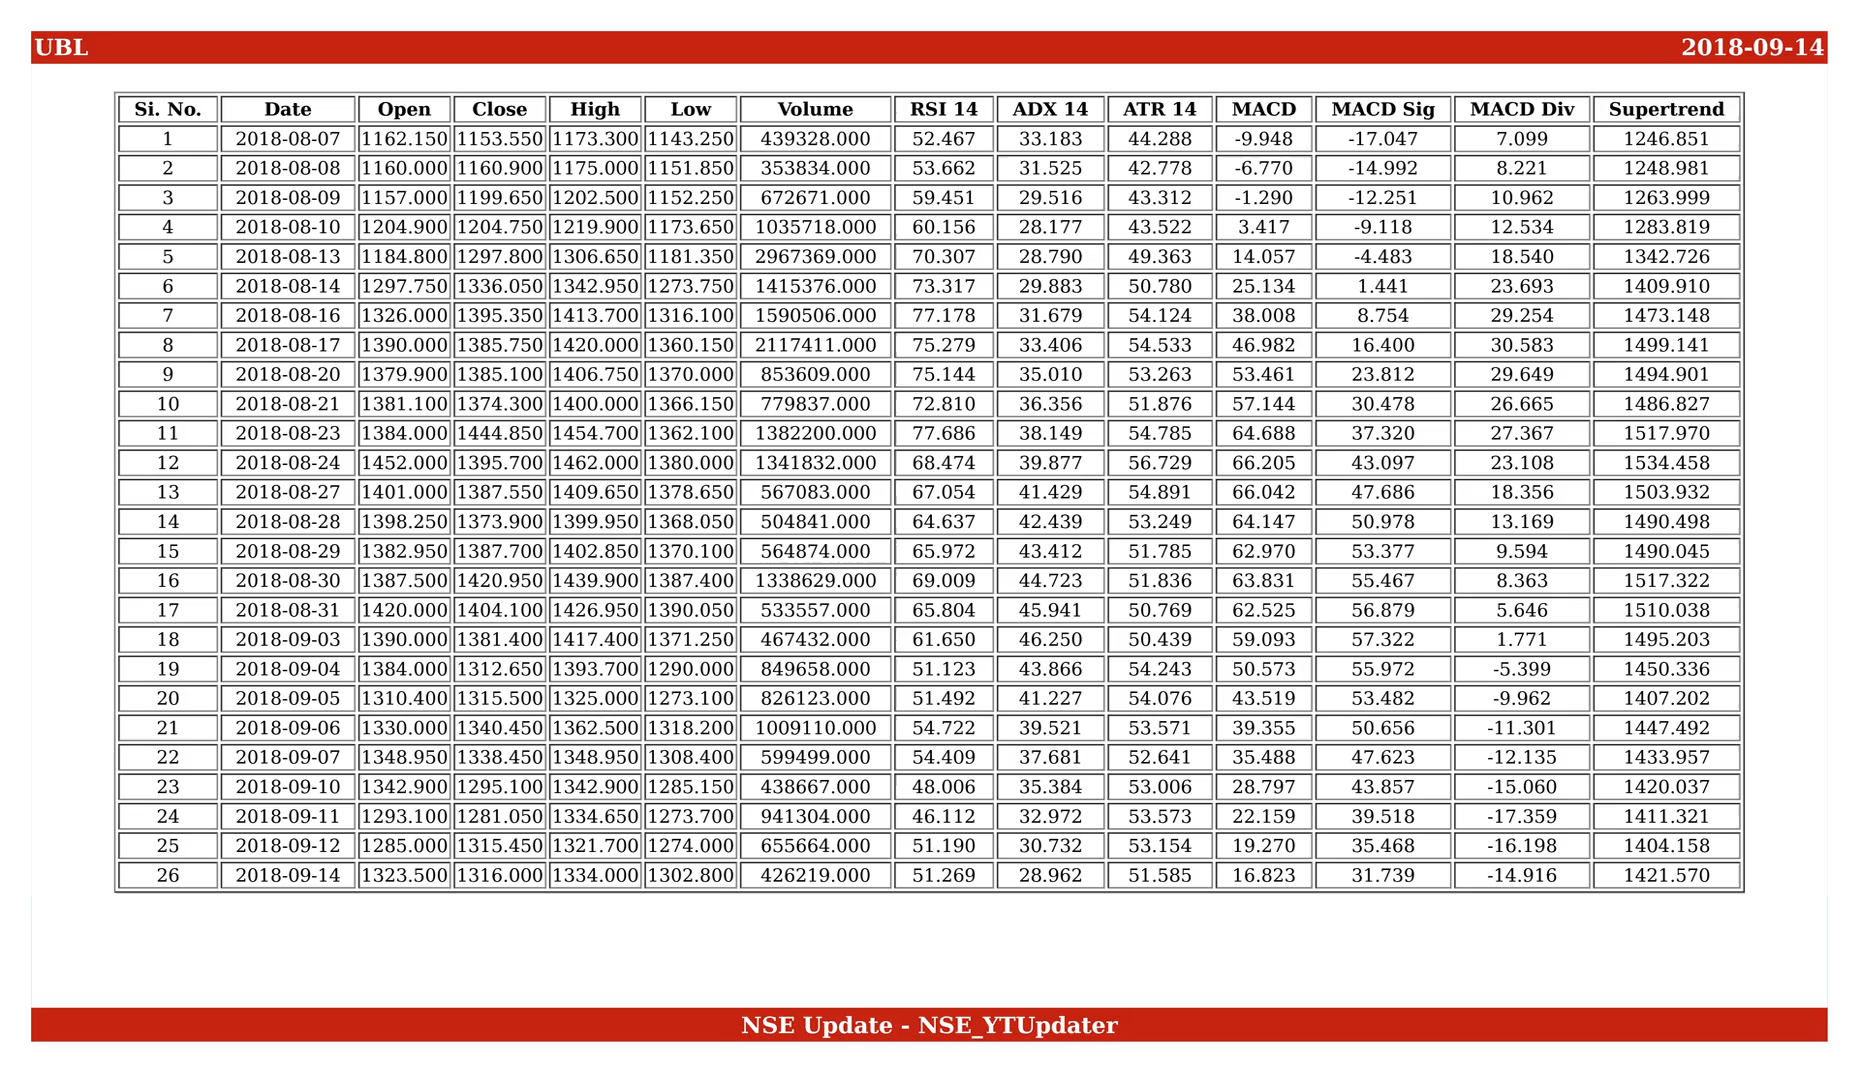 UBL 2018-09-14
Si. No. Date Open Close High Low Volume RSI 14 ADX 14 ATR 14 MACD MACD Sig MACD Div Supertrend
1 2018-08-07 1162.150 1153.550 1173.300 1143.250 439328.000 52.467 33.183 44.288 -9.948 -17.047 7.099 1246.851
2 2018-08-08 1160.000 1160.900 1175.000 1151.850 353834.000 53.662 31.525 42.778 -6.770 -14.992 8.221 1248.981
3 2018-08-09 1157.000 1199.650 1202.500 1152.250 672671.000 59.451 29.516 43.312 -1.290 -12.251 10.962 1263.999
4 2018-08-10 1204.900 1204.750 1219.900 1173.650 1035718.000 60.156 28.177 43.522 3.417 -9.118 12.534 1283.819
5 2018-08-13 1184.800 1297.800 1306.650 1181.350 2967369.000 70.307 28.790 49.363 14.057 -4.483 18.540 1342.726
6 2018-08-14 1297.750 1336.050 1342.950 1273.750 1415376.000 73.317 29.883 50.780 25.134 1.441 23.693 1409.910
7 2018-08-16 1326.000 1395.350 1413.700 1316.100 1590506.000 77.178 31.679 54.124 38.008 8.754 29.254 1473.148
8 2018-08-17 1390.000 1385.750 1420.000 1360.150 2117411.000 75.279 33.406 54.533 46.982 16.400 30.583 1499.141
9 2018-08-20 1379.900 1385.100 1406.750 1370.000 853609.000 75.144 35.010 53.263 53.461 23.812 29.649 1494.901
10 2018-08-21 1381.100 1374.300 1400.000 1366.150 779837.000 72.810 36.356 51.876 57.144 30.478 26.665 1486.827
11 2018-08-23 1384.000 1444.850 1454.700 1362.100 1382200.000 77.686 38.149 54.785 64.688 37.320 27.367 1517.970
12 2018-08-24 1452.000 1395.700 1462.000 1380.000 1341832.000 68.474 39.877 56.729 66.205 43.097 23.108 1534.458
13 2018-08-27 1401.000 1387.550 1409.650 1378.650 567083.000 67.054 41.429 54.891 66.042 47.686 18.356 1503.932
14 2018-08-28 1398.250 1373.900 1399.950 1368.050 504841.000 64.637 42.439 53.249 64.147 50.978 13.169 1490.498
15 2018-08-29 1382.950 1387.700 1402.850 1370.100 564874.000 65.972 43.412 51.785 62.970 53.377 9.594 1490.045
16 2018-08-30 1387.500 1420.950 1439.900 1387.400 1338629.000 69.009 44.723 51.836 63.831 55.467 8.363 1517.322
17 2018-08-31 1420.000 1404.100 1426.950 1390.050 533557.000 65.804 45.941 50.769 62.525 56.879 5.646 1510.038
18 2018-09-03 1390.000 1381.400 1417.400 1371.250 467432.000 61.650 46.250 50.439 59.093 57.322 1.771 1495.203
19 2018-09-04 1384.000 1312.650 1393.700 1290.000 849658.000 51.123 43.866 54.243 50.573 55.972 -5.399 1450.336
20 2018-09-05 1310.400 1315.500 1325.000 1273.100 826123.000 51.492 41.227 54.076 43.519 53.482 -9.962 1407.202
21 2018-09-06 1330.000 1340.450 1362.500 1318.200 1009110.000 54.722 39.521 53.571 39.355 50.656 -11.301 1447.492
22 2018-09-07 1348.950 1338.450 1348.950 1308.400 599499.000 54.409 37.681 52.641 35.488 47.623 -12.135 1433.957
23 2018-09-10 1342.900 1295.100 1342.900 1285.150 438667.000 48.006 35.384 53.006 28.797 43.857 -15.060 1420.037
24 2018-09-11 1293.100 1281.050 1334.650 1273.700 941304.000 46.112 32.972 53.573 22.159 39.518 -17.359 1411.321
25 2018-09-12 1285.000 1315.450 1321.700 1274.000 655664.000 51.190 30.732 53.154 19.270 35.468 -16.198 1404.158
26 2018-09-14 1323.500 1316.000 1334.000 1302.800 426219.000 51.269 28.962 51.585 16.823 31.739 -14.916 1421.570
NSE Update - NSE_YTUpdater